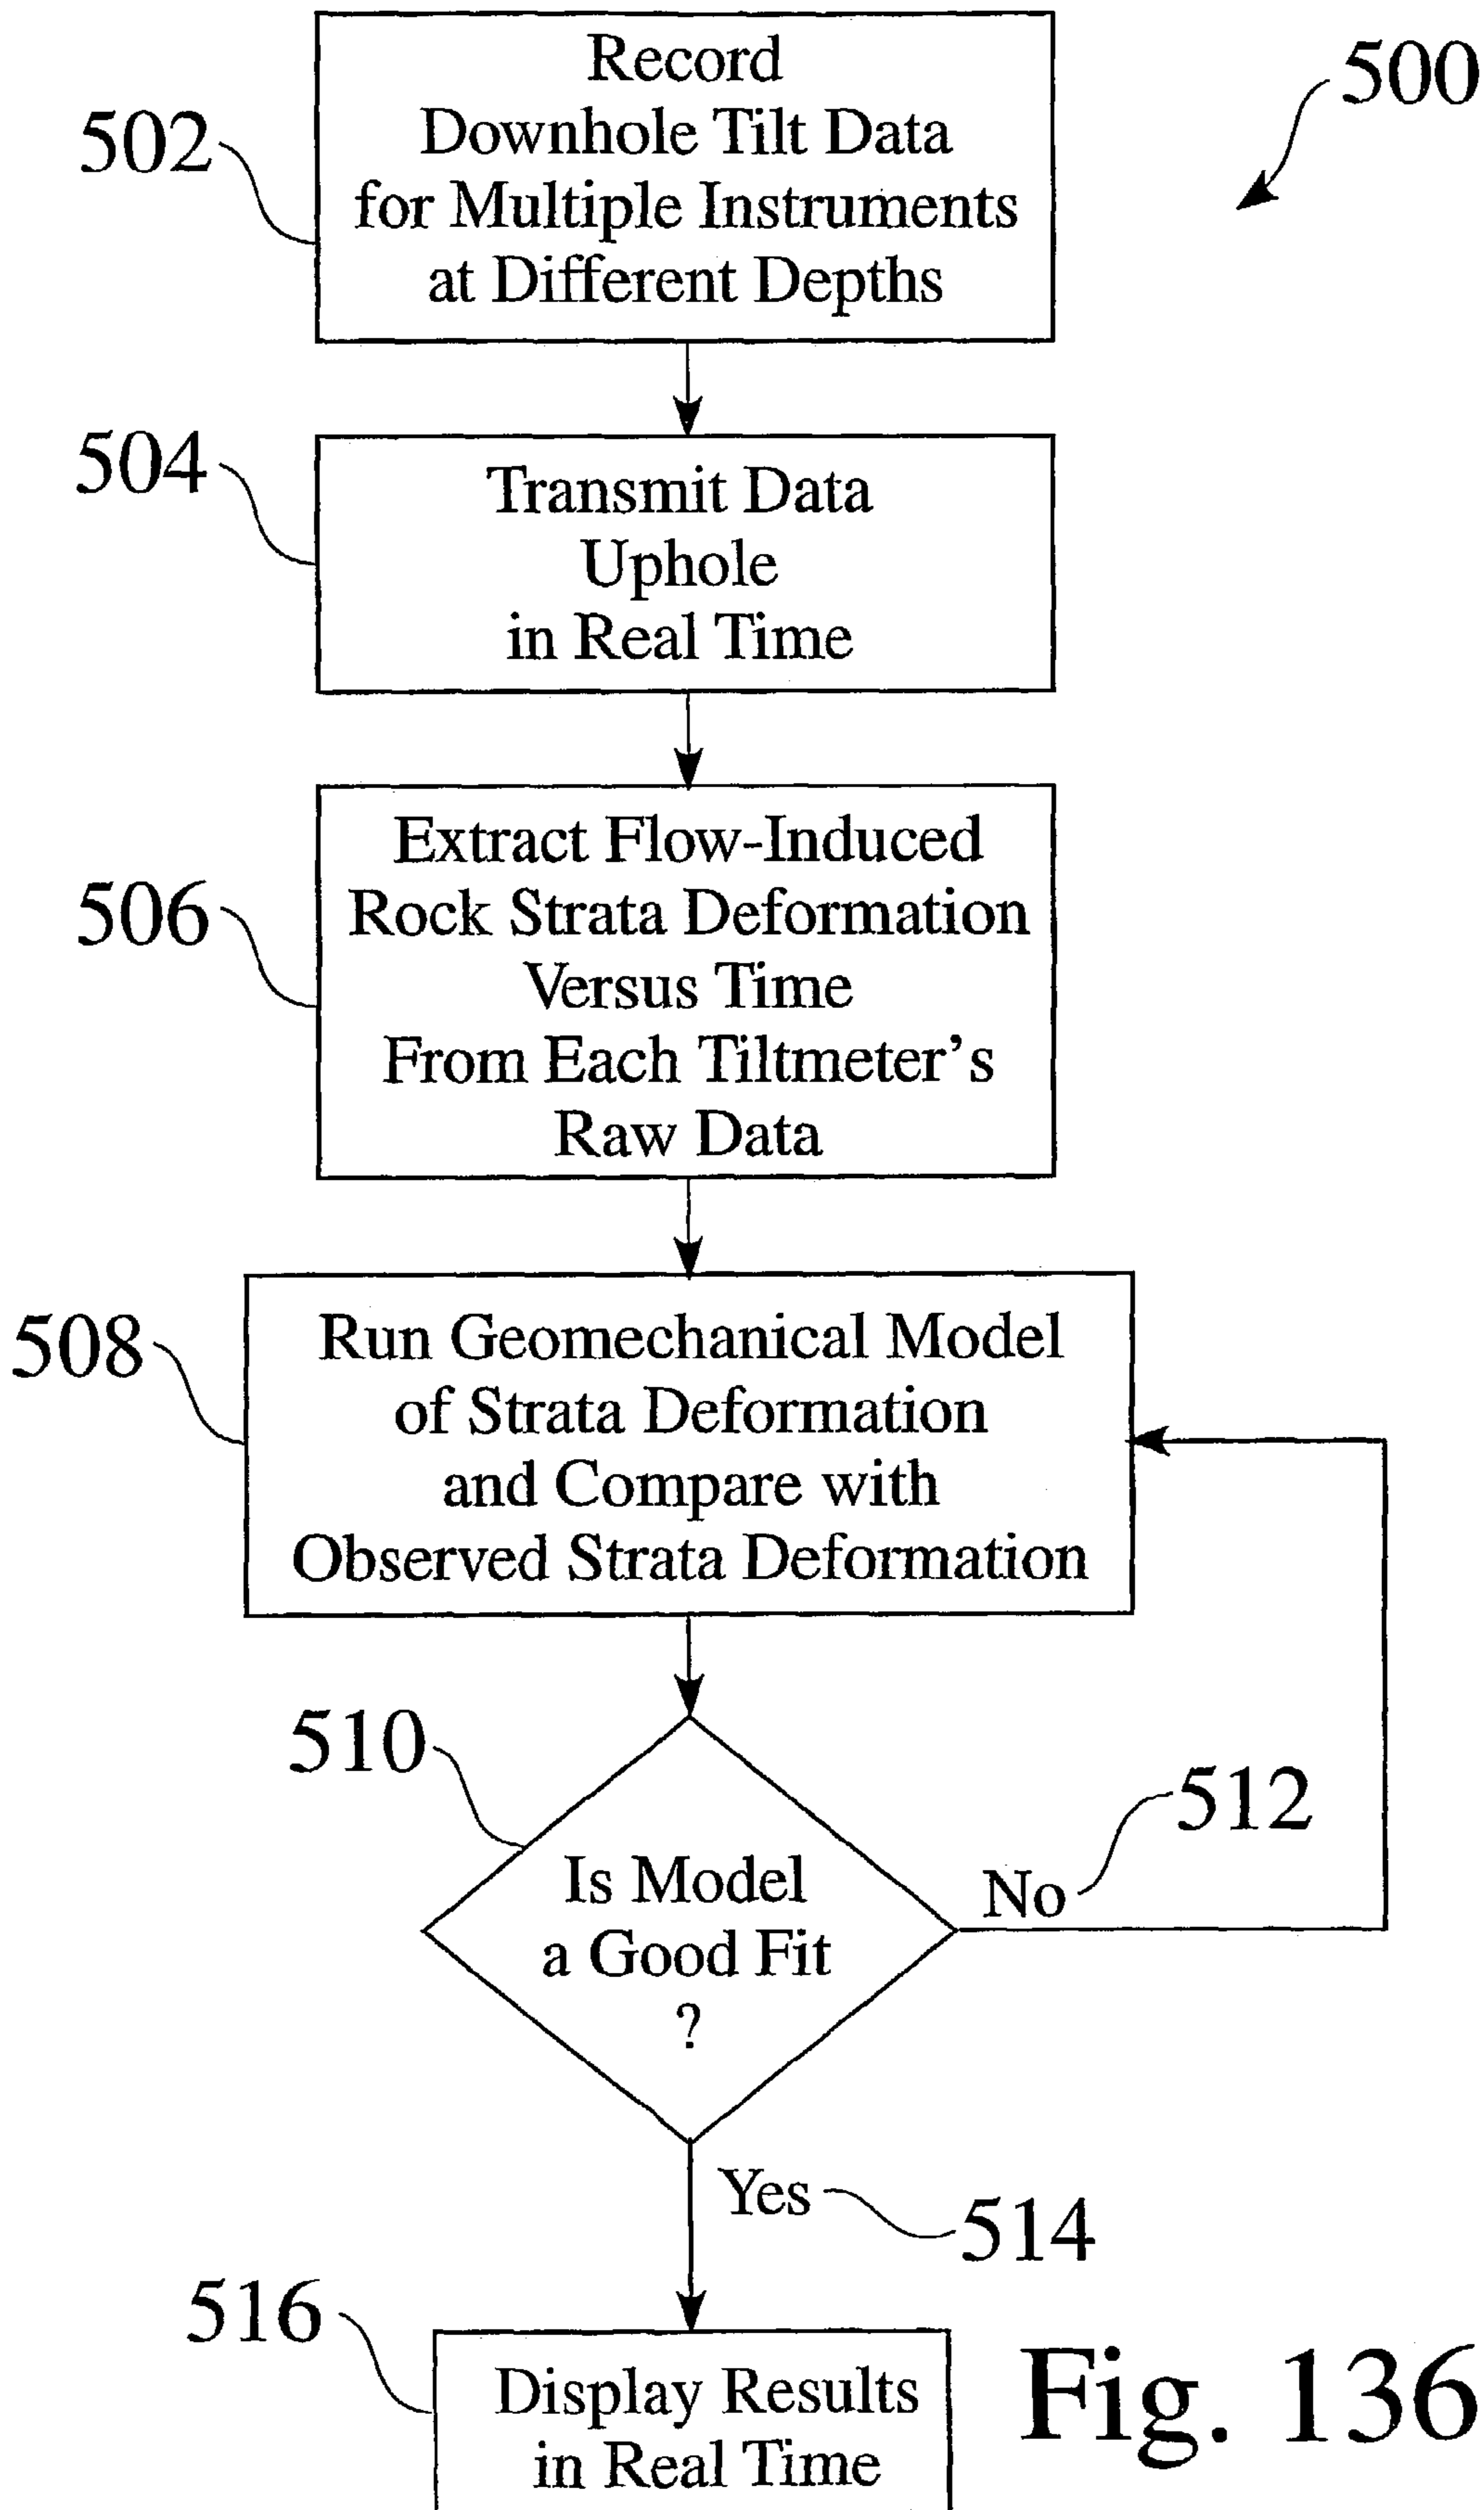 500
502
Record
Downhole Tilt Data
for Multiple Instruments
at Different Depths
504
Transmit Data
Uphole
in Real Time
506
Extract Flow-Induced
Rock Strata Deformation
Versus Time
From Each Tiltmeter's
Raw Data
508
Run Geomechanical Model
of Strata Deformation
and Compare with
Observed Strata Deformation
510
Is Model
a Good Fit
?
No
512
Yes
514
516
Display Results
in Real Time
Fig. 136